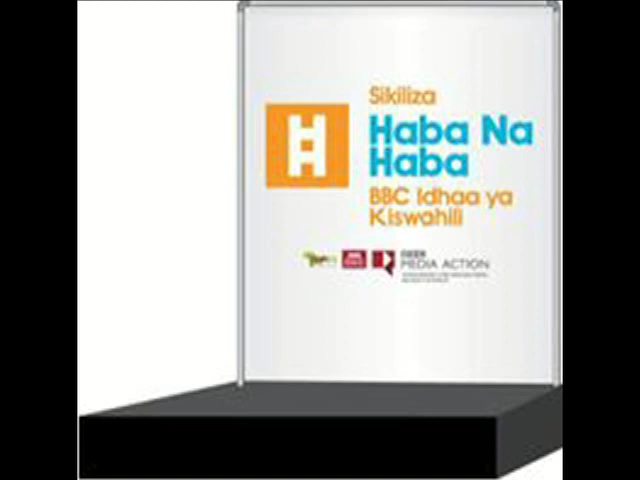 Sikiliza
Haba Na
Haba
BBC Idhaa ya
Kiswahili
MEDIA ACTION